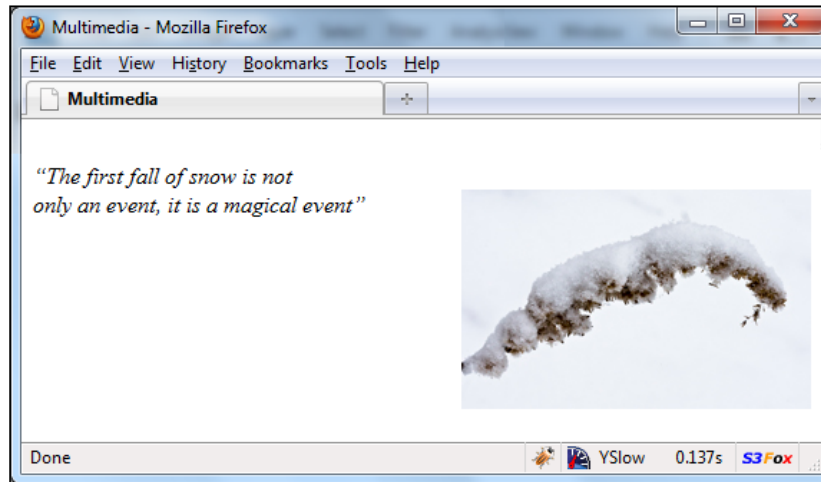 Multimedia - Mozilla Firefox
File Edit View History Bookmarks Tools Help
Multimedia
“The first fall of snow is not
only an event, it is a magical event”
Done YSlow 0.137s S3Fox